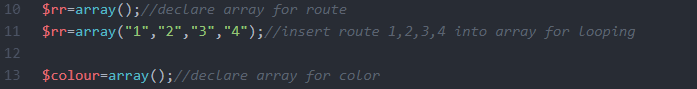 10 $rr=array();//declare array for route
11 $rr=array("1","2","3","4");//insert route 1,2,3,4 into array for looping
12
13 $colour=array();//declare array for color